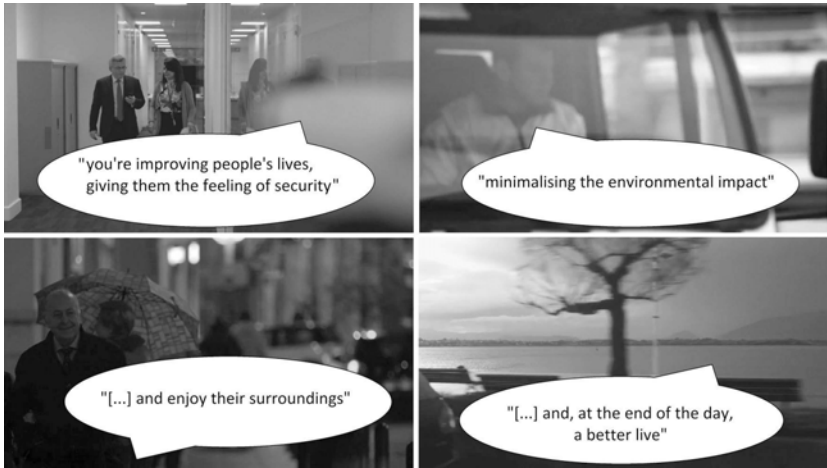 "you're improving people's lives,
giving them the feeling of security"
"minimalising the environmental impact"
"[...] and enjoy their surroundings"
"[...] and, at the end of the day,
a better live"